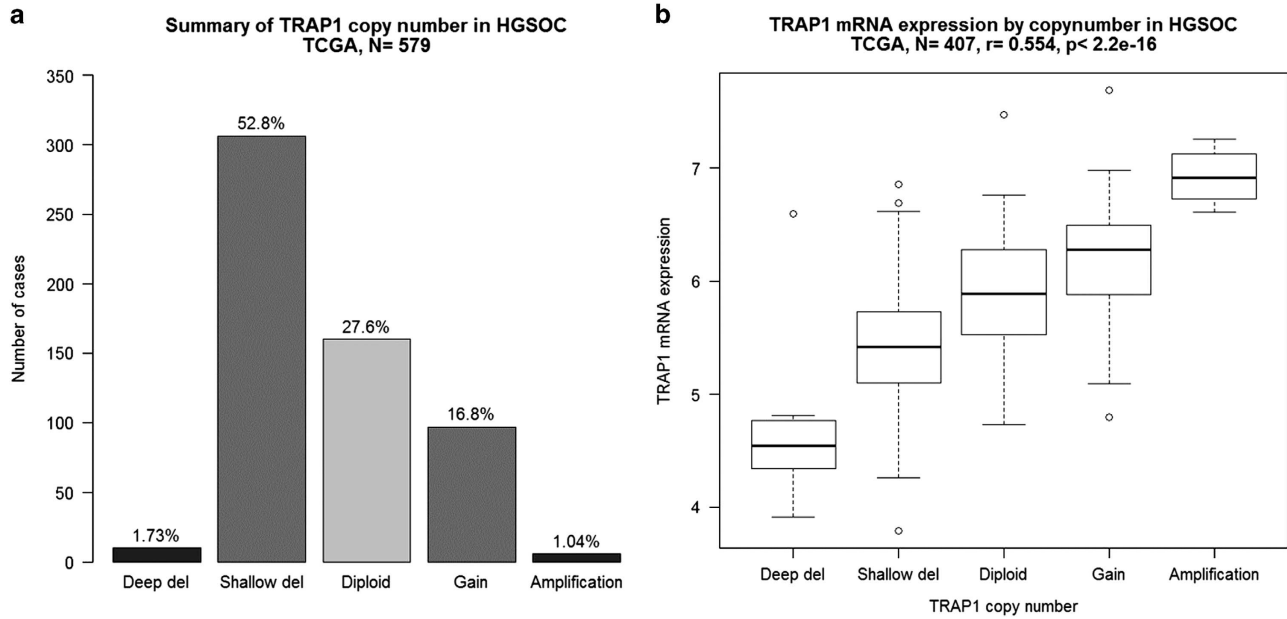 a
Summary of TRAP1 copy number in HGSOC
TCGA, N= 579
Number of cases
350
300
250
200
150
100
50
0
1.73%
52.8%
27.6%
16.8%
1.04%
Deep del
Shallow del
Diploid
Gain
Amplification
b
TRAP1 mRNA expression by copynumber in HGSOC
TCGA, N= 407, r= 0.554, p< 2.2e-16
TRAP1 mRNA expression
7
6
5
4
Deep del
Shallow del
Diploid
Gain
Amplification
TRAP1 copy number